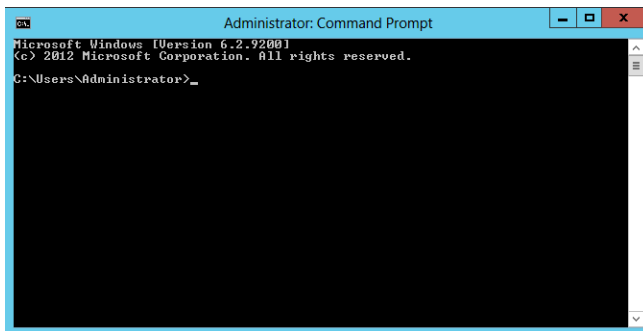 Administrator: Command Prompt
Microsoft Windows [Version 6.2.9200]
(c) 2012 Microsoft Corporation. All rights reserved.
C:\Users\Administrator>_